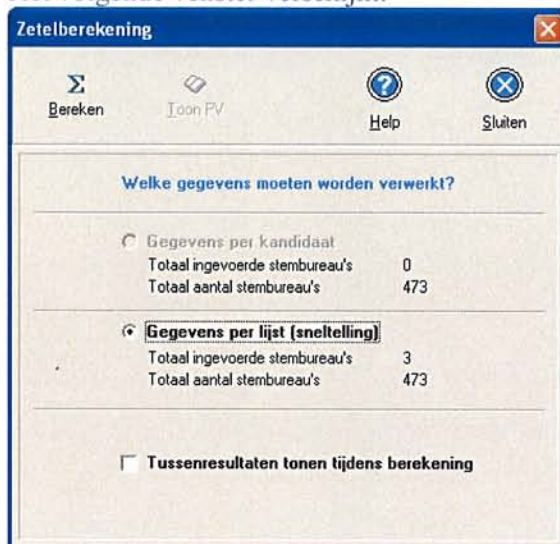 Zetelberekening
Bereken
Toon PV
Help
Sluiten
Welke gegevens moeten worden verwerkt?
Gegevens per kandidaat
Totaal ingevoerde stembureau's 0
Totaal aantal stembureau's 473
Gegevens per lijst (sneltelling)
Totaal ingevoerde stembureau's 3
Totaal aantal stembureau's 473
Tussenresultaten tonen tijdens berekening